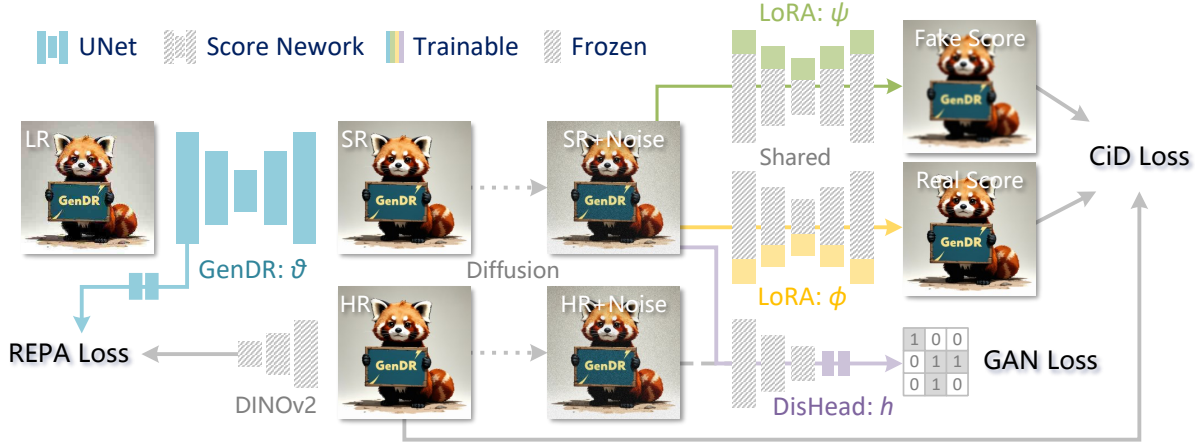 UNet
Score Nework
Trainable
Frozen
LoRA: ψ
Fake Score
GenDR
LR
GenDR
SR
GenDR
SR+Noise
GenDR
Shared
CiD Loss
Real Score
GenDR
GenDR: ϑ
Diffusion
LoRA: ϕ
REPA Loss
DINOv2
HR
GenDR
HR+Noise
GenDR
DisHead: h
1 0 0
0 1 1
0 1 0
GAN Loss